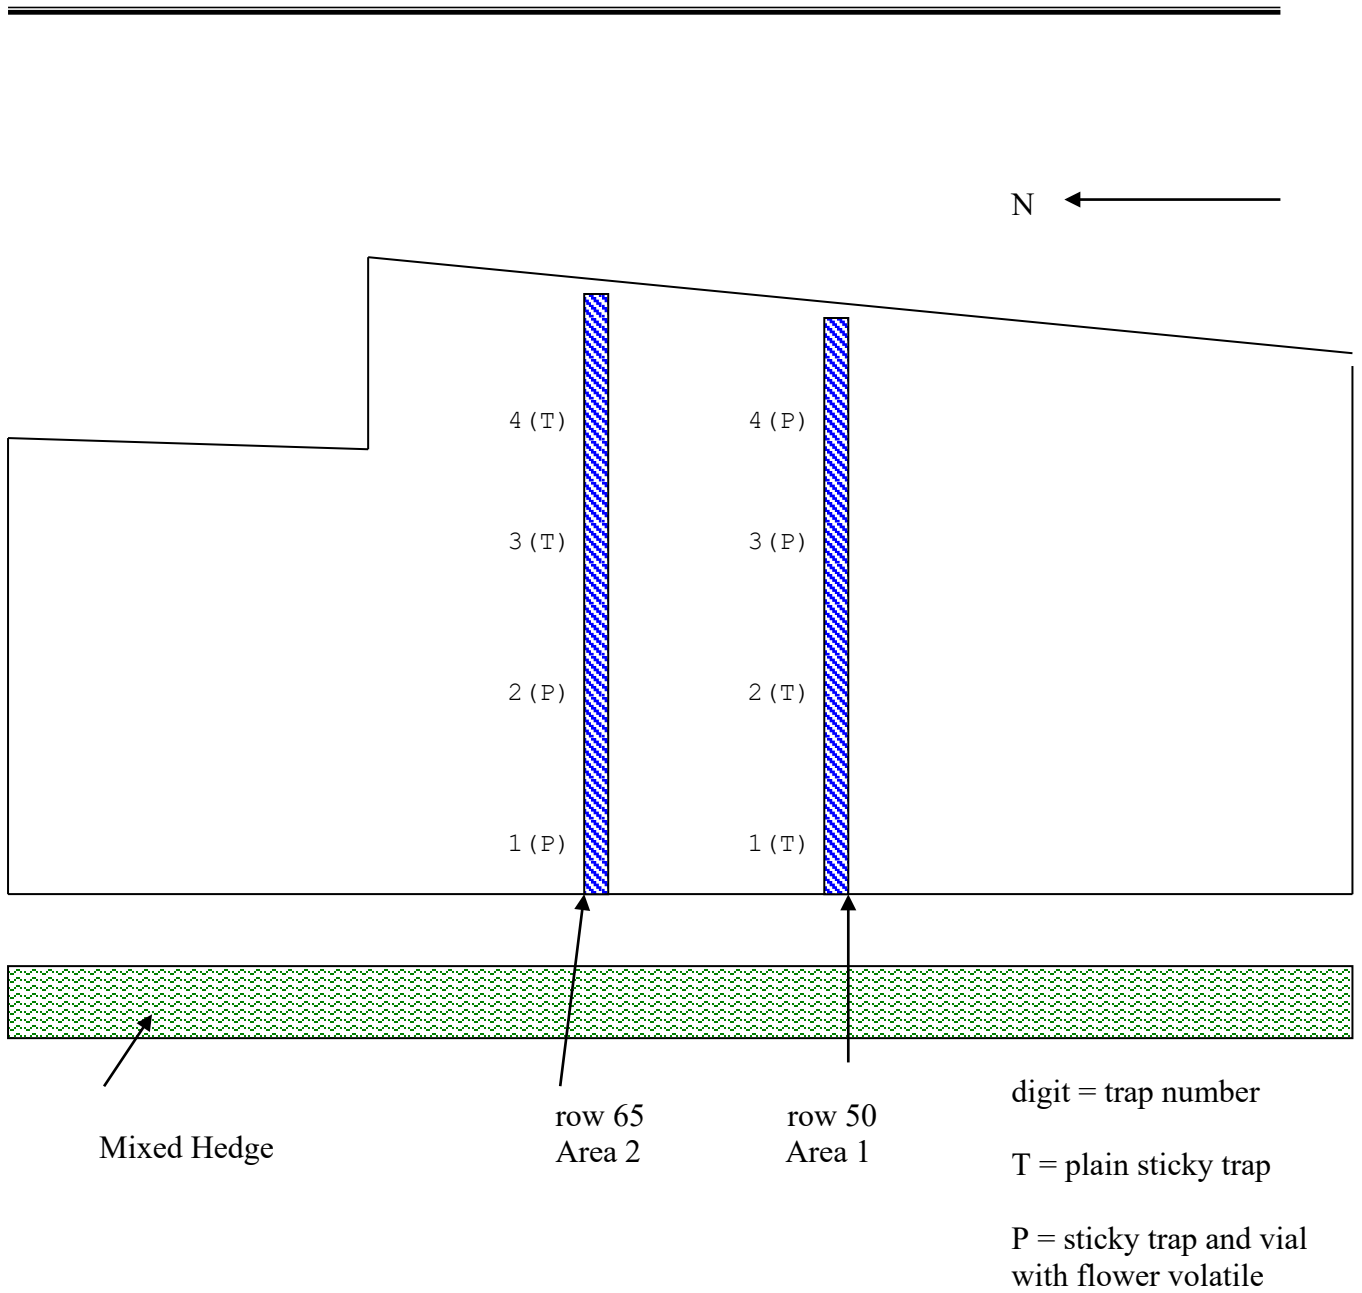 N
4(T) 4(P)
3(T) 3(P)
2(P) 2(T)
1(P) 1(T)
Mixed Hedge
row 65
Area 2
row 50
Area 1
digit = trap number
T = plain sticky trap
P = sticky trap and vial
with flower volatile